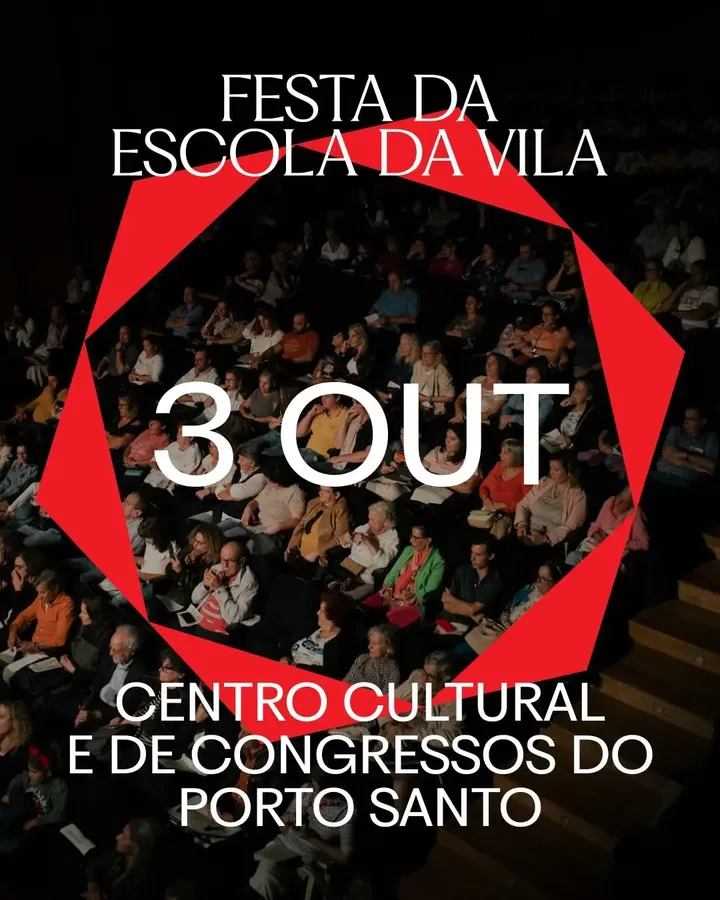 FESTA DA
ESCOLA DA VILA
3 OUT
CENTRO CULTURAL
E DE CONGRESSOS DO
PORTO SANTO